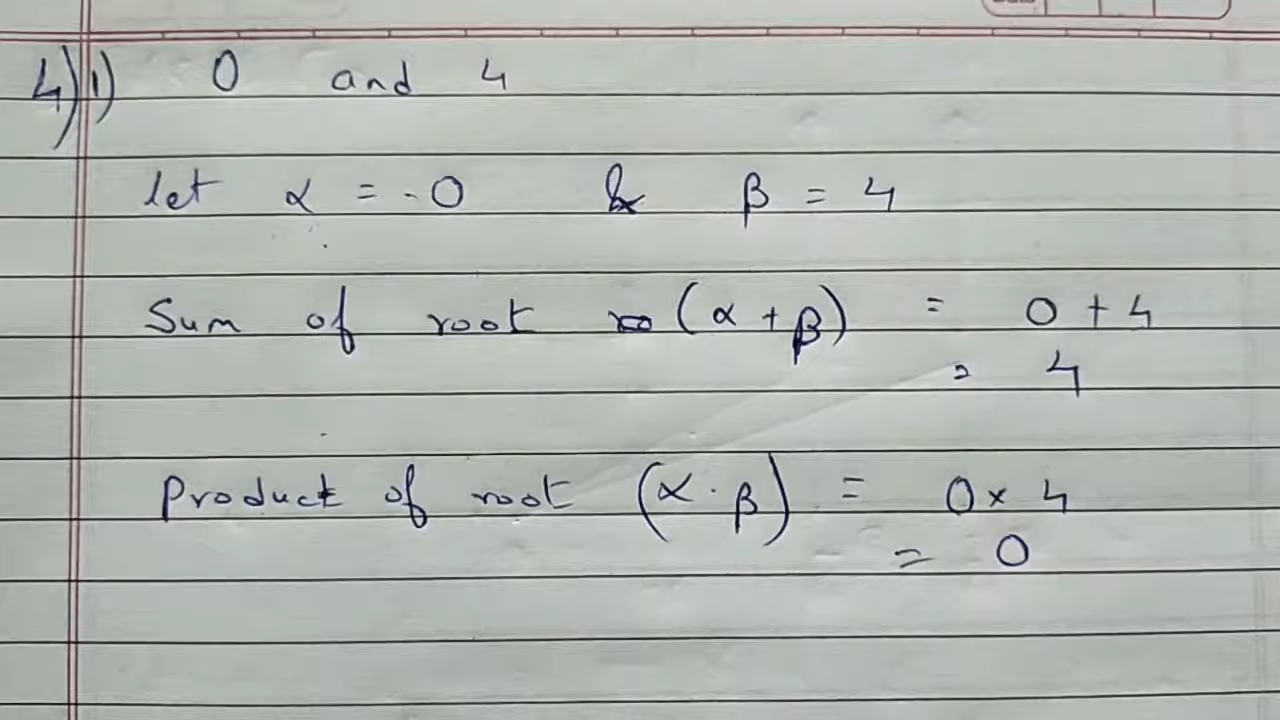 4) 1) 0 and 4
let α = -0 & β = 4
Sum of root (α + β) = 0 + 4
= 4
Product of root (α · β) = 0 × 4
= 0